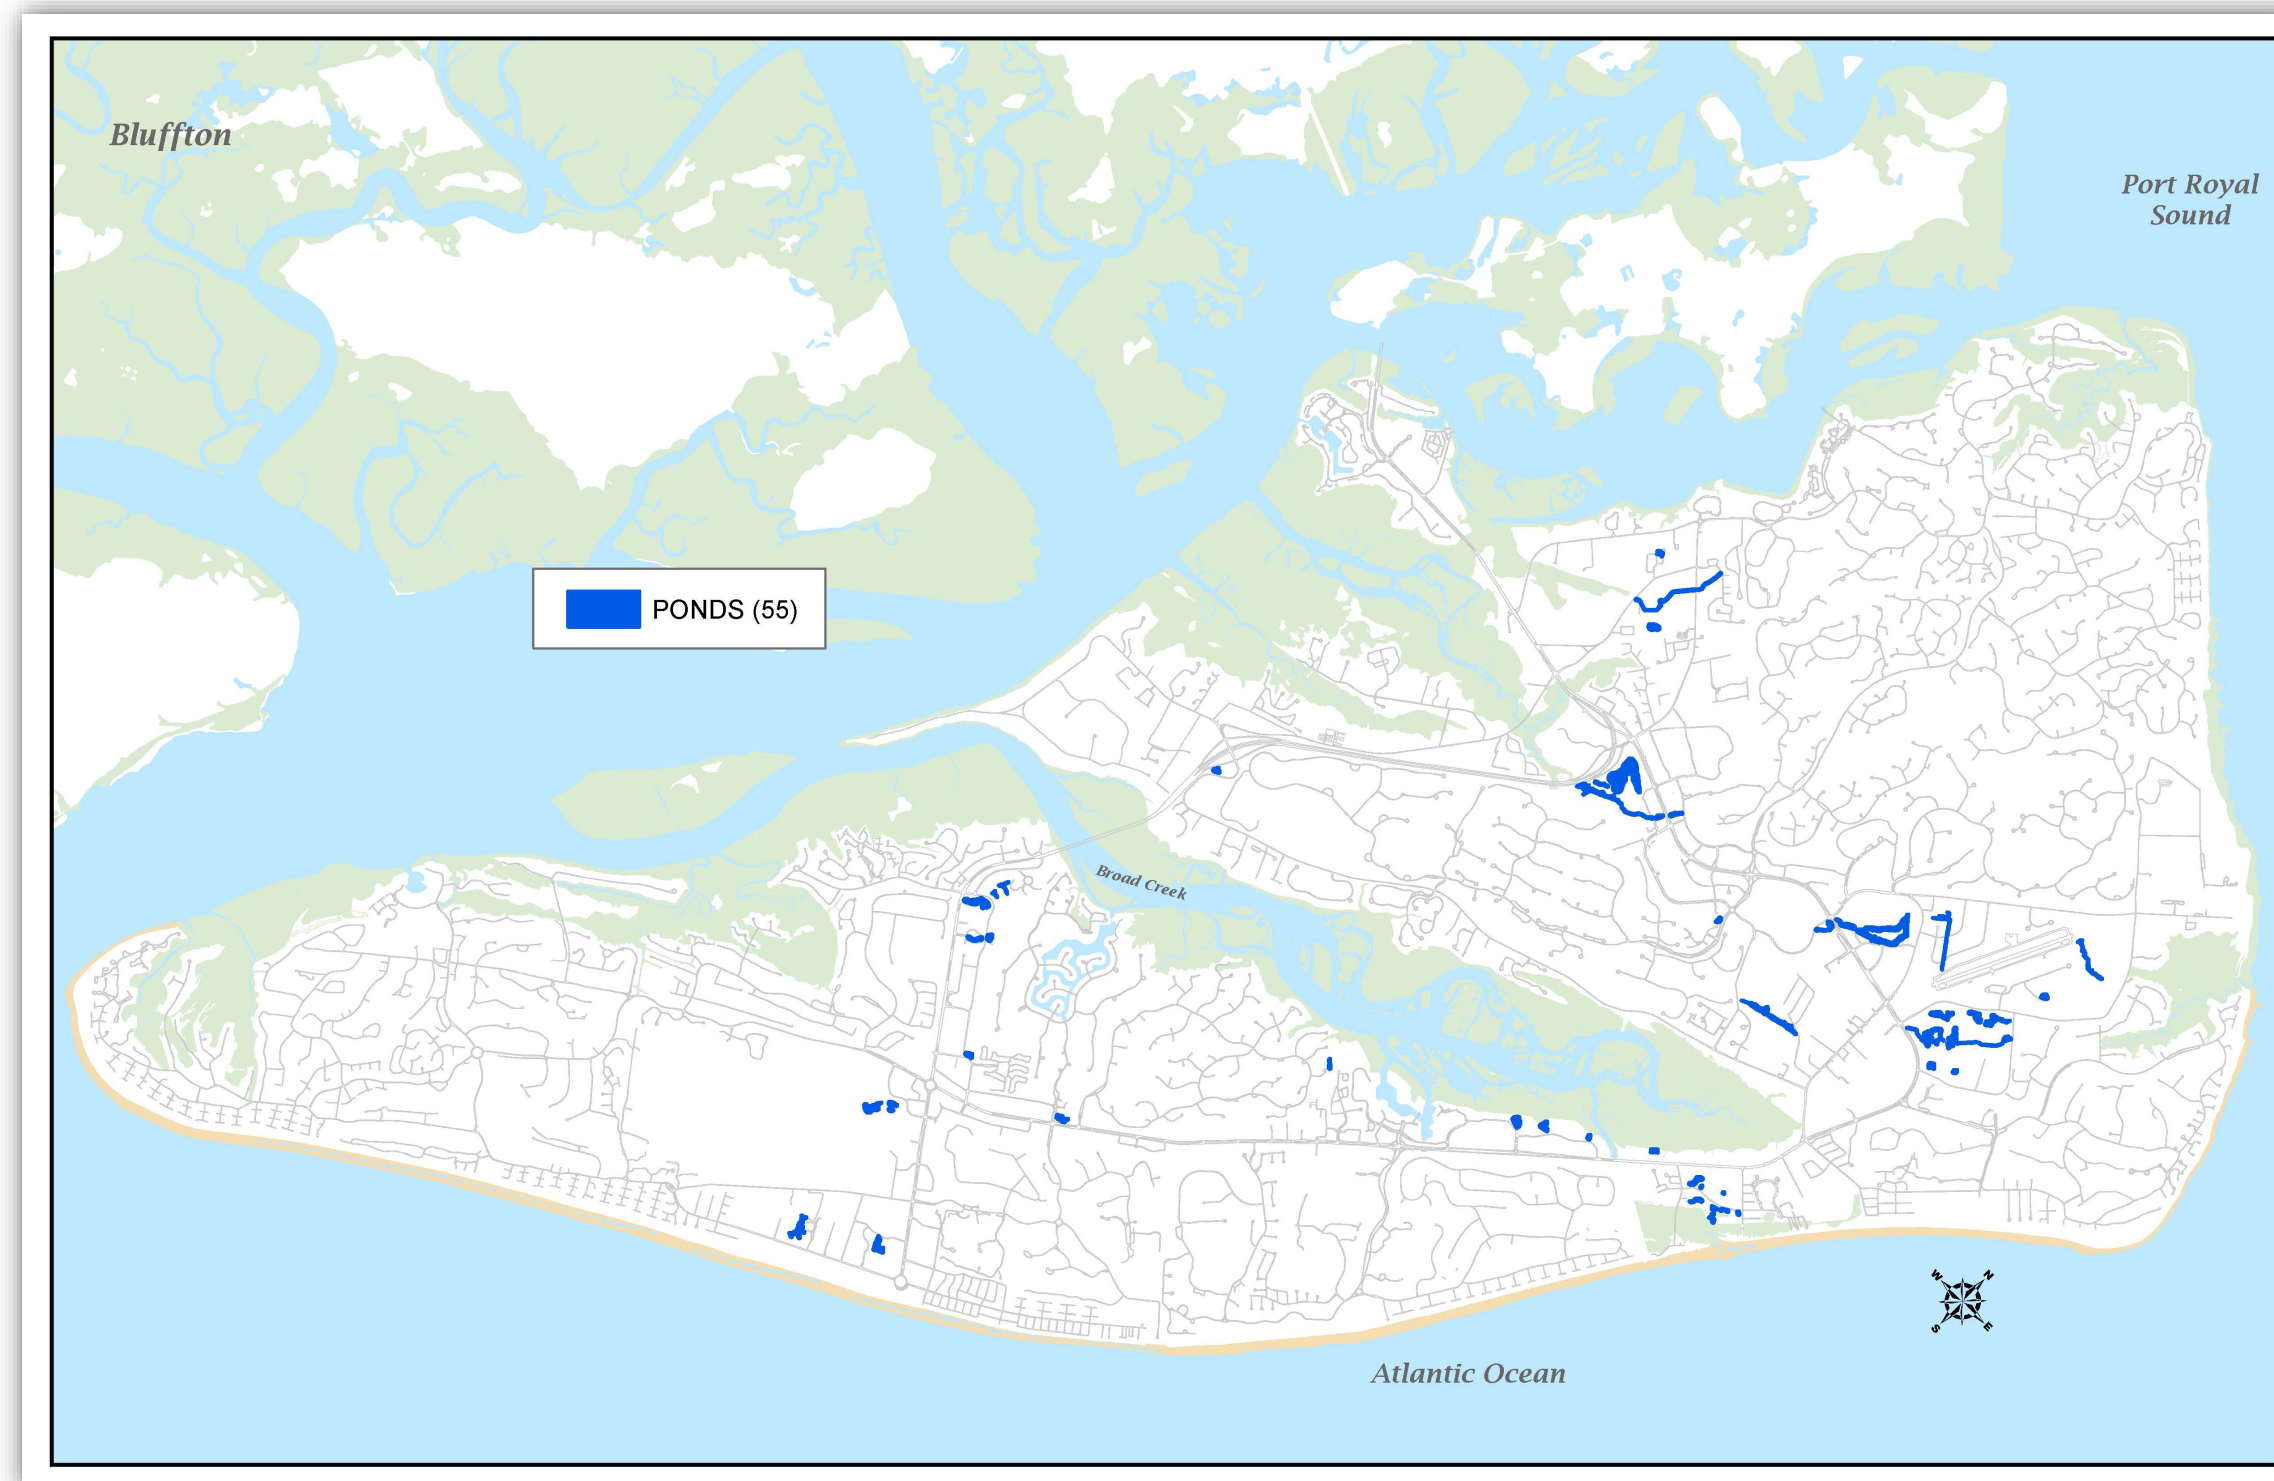 Bluffton
Port Royal
Sound
PONDS (55)
Broad Creek
W
N
S
E
Atlantic Ocean